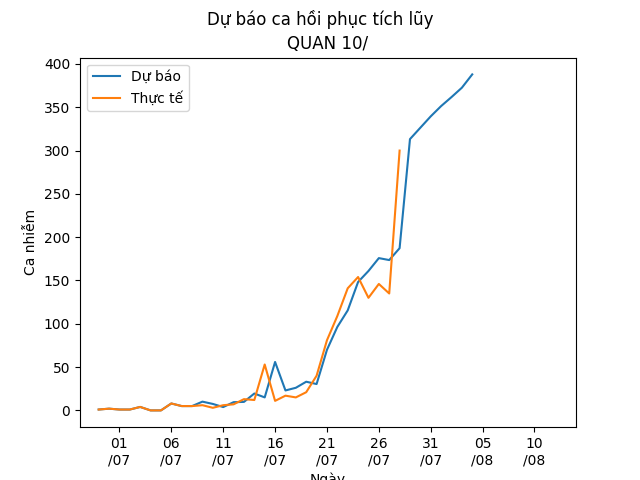 Dự báo ca hồi phục tích lũy
QUAN 10/
Dự báo
Thực tế
Ca nhiễm
400
350
300
250
200
150
100
50
0
01 06 11 16 21 26 31 05 10
/07 /07 /07 /07 /07 /07 /07 /08 /08
Ngày